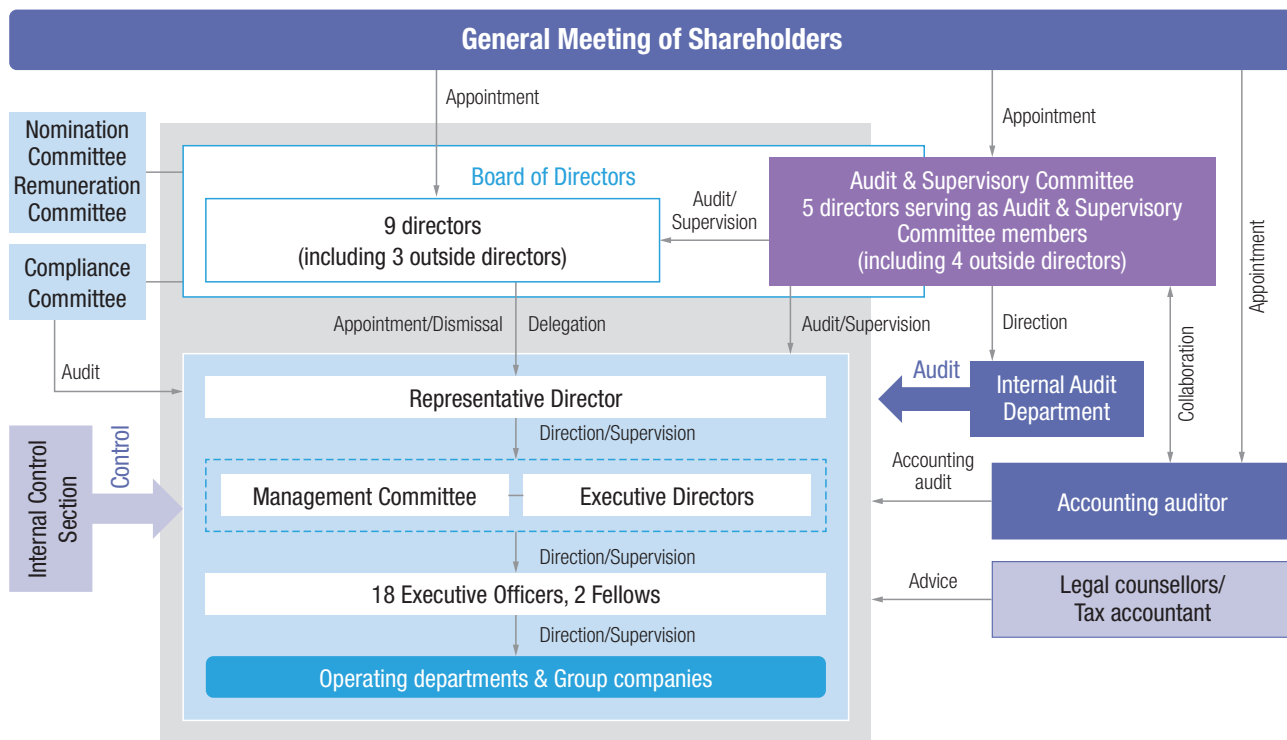 General Meeting of Shareholders
Appointment
Appointment
Appointment
Nomination
Committee
Remuneration
Committee
Compliance
Committee
Board of Directors
9 directors
(including 3 outside directors)
Audit/
Supervision
Audit & Supervisory Committee
5 directors serving as Audit & Supervisory
Committee members
(including 4 outside directors)
Appointment/Dismissal
Delegation
Audit/Supervision
Direction
Collaboration
Audit
Audit
Internal Audit
Department
Representative Director
Direction/Supervision
Internal Control
Section
Control
Management Committee
Executive Directors
Accounting
audit
Accounting auditor
Direction/Supervision
18 Executive Officers, 2 Fellows
Advice
Legal counsellors/
Tax accountant
Direction/Supervision
Operating departments & Group companies